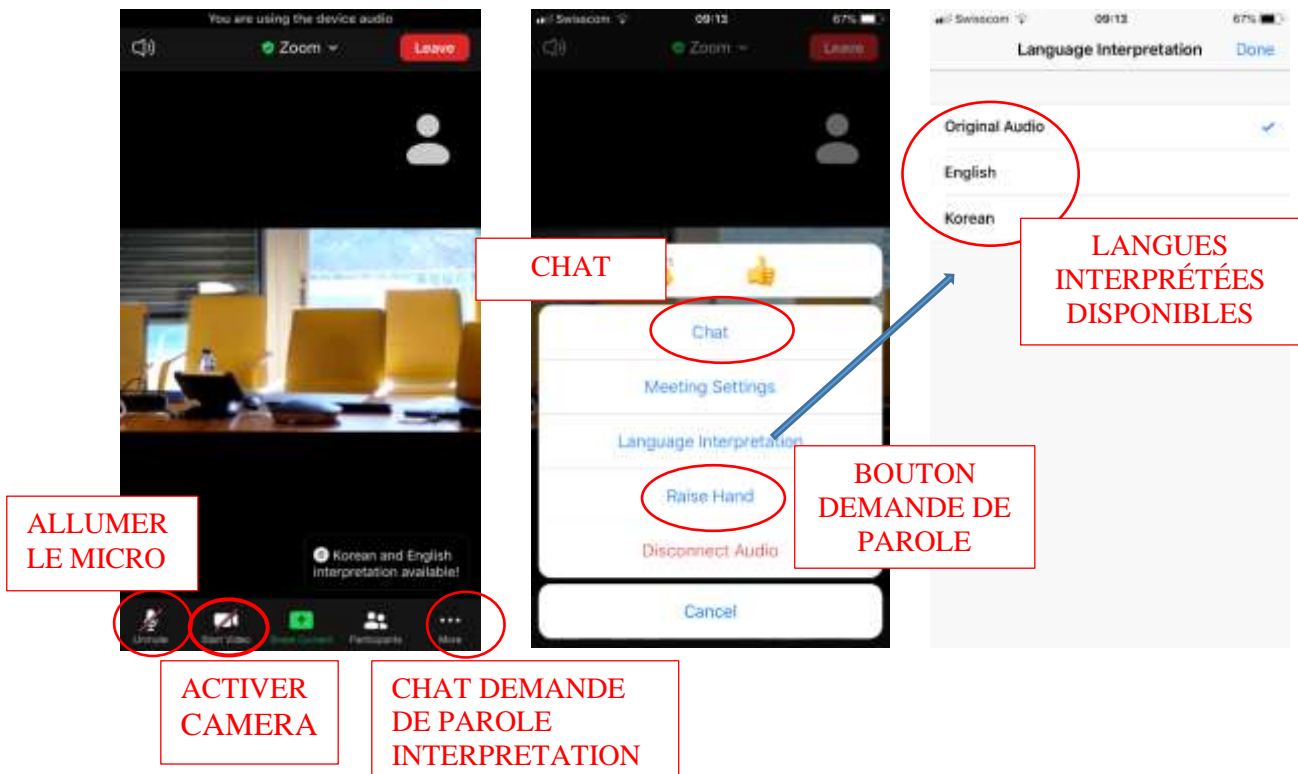 You are using the device audio
Zoom
Leave
Korean and English
interpretation available!
Unmute
Start Video
Share Content
Participants
More
ALLUMER
LE MICRO
ACTIVER
CAMERA
CHAT DEMANDE
DE PAROLE
INTERPRETATION
Swisscom 09:13 67%
Zoom
Leave
CHAT
Chat
Meeting Settings
Language Interpretation
Raise Hand
Disconnect Audio
Cancel
BOUTON
DEMANDE DE
PAROLE
Swisscom 09:13 67%
Language Interpretation Done
Original Audio
English
Korean
LANGUES
INTERPRÉTÉES
DISPONIBLES